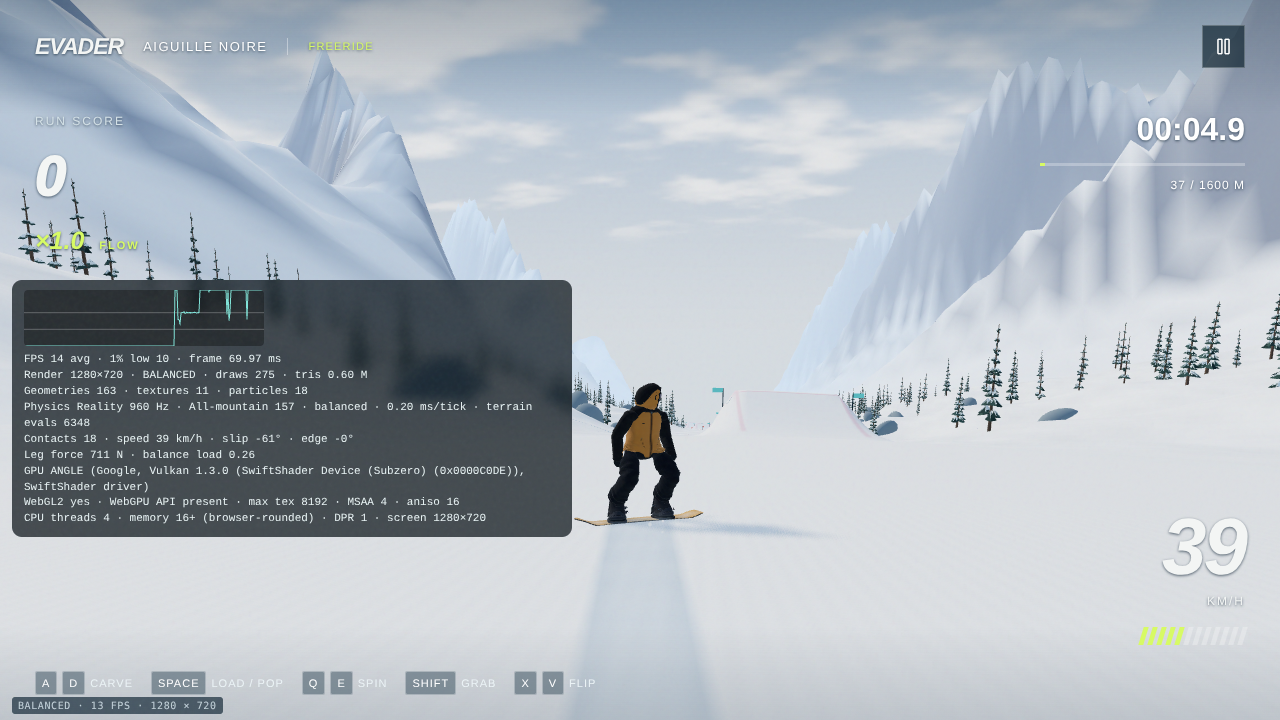 EVADER AIGUILLE NOIRE FREERIDE
RUN SCORE
0
×1.0 FLOW
00:04.9
37 / 1600 M
FPS 14 avg · 1% low 10 · frame 69.97 ms
Render 1280×720 · BALANCED · draws 275 · tris 0.60 M
Geometries 163 · textures 11 · particles 18
Physics Reality 960 Hz · All-mountain 157 · balanced · 0.20 ms/tick · terrain
evals 6348
Contacts 18 · speed 39 km/h · slip -61° · edge -0°
Leg force 711 N · balance load 0.26
GPU ANGLE (Google, Vulkan 1.3.0 (SwiftShader Device (Subzero) (0x0000C0DE)),
SwiftShader driver)
WebGL2 yes · WebGPU API present · max tex 8192 · MSAA 4 · aniso 16
CPU threads 4 · memory 16+ (browser-rounded) · DPR 1 · screen 1280×720
39
KM/H
A D CARVE SPACE LOAD / POP Q E SPIN SHIFT GRAB X V FLIP
BALANCED · 13 FPS · 1280 × 720